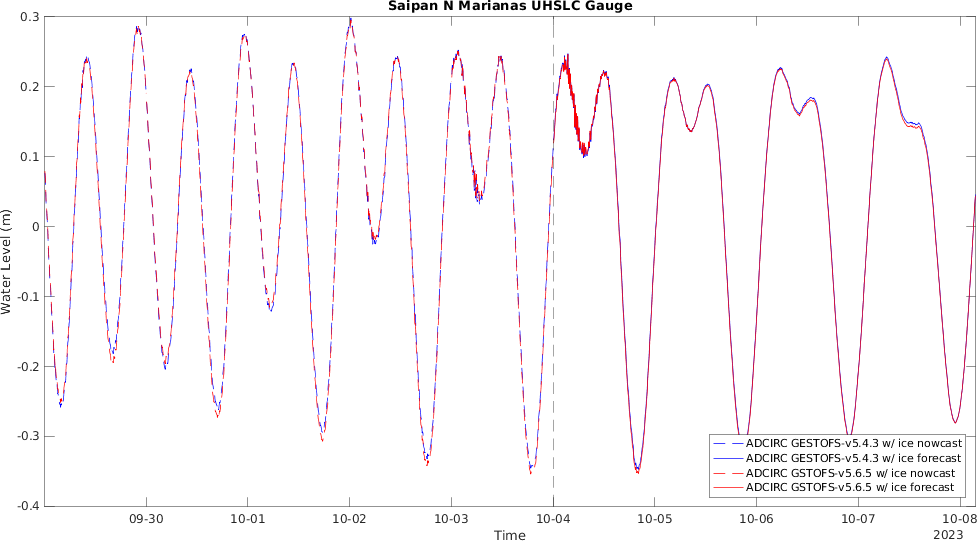 Saipan N Marianas UHSLC Gauge
0.3
0.2
0.1
0
-0.1
-0.2
-0.3
-0.4
Water Level (m)
09-30
10-01
10-02
10-03
10-04
10-05
10-06
10-07
10-08
2023
Time
ADCIRC GESTOFS-v5.4.3 w/ ice nowcast
ADCIRC GESTOFS-v5.4.3 w/ ice forecast
ADCIRC GSTOFS-v5.6.5 w/ ice nowcast
ADCIRC GSTOFS-v5.6.5 w/ ice forecast